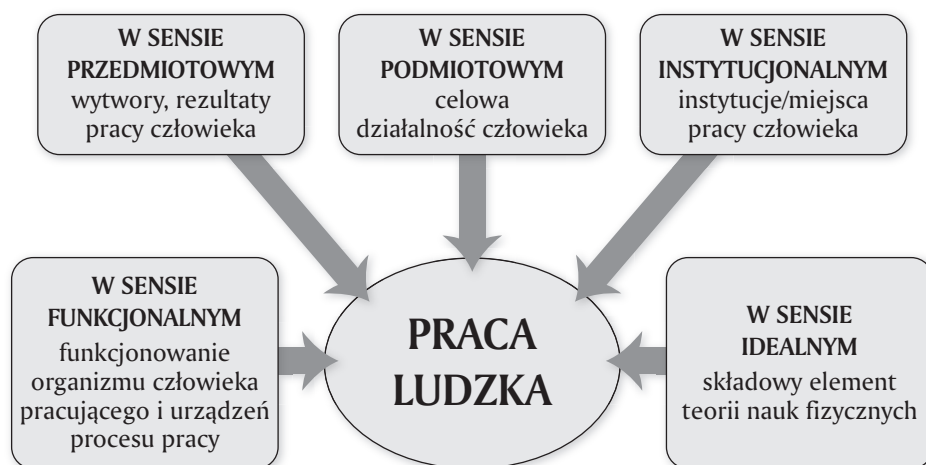 W SENSIE
PRZEDMIOTOWYM
wytwory, rezultaty
pracy człowieka
W SENSIE
PODMIOTOWYM
celowa
działalność człowieka
W SENSIE
INSTYTUCJONALNYM
instytucje/miejsca
pracy człowieka
W SENSIE
FUNKCJONALNYM
funkcjonowanie
organizmu człowieka
pracującego i urządzeń
procesu pracy
PRACA
LUDZKA
W SENSIE
IDEALNYM
składowy element
teorii nauk fizycznych